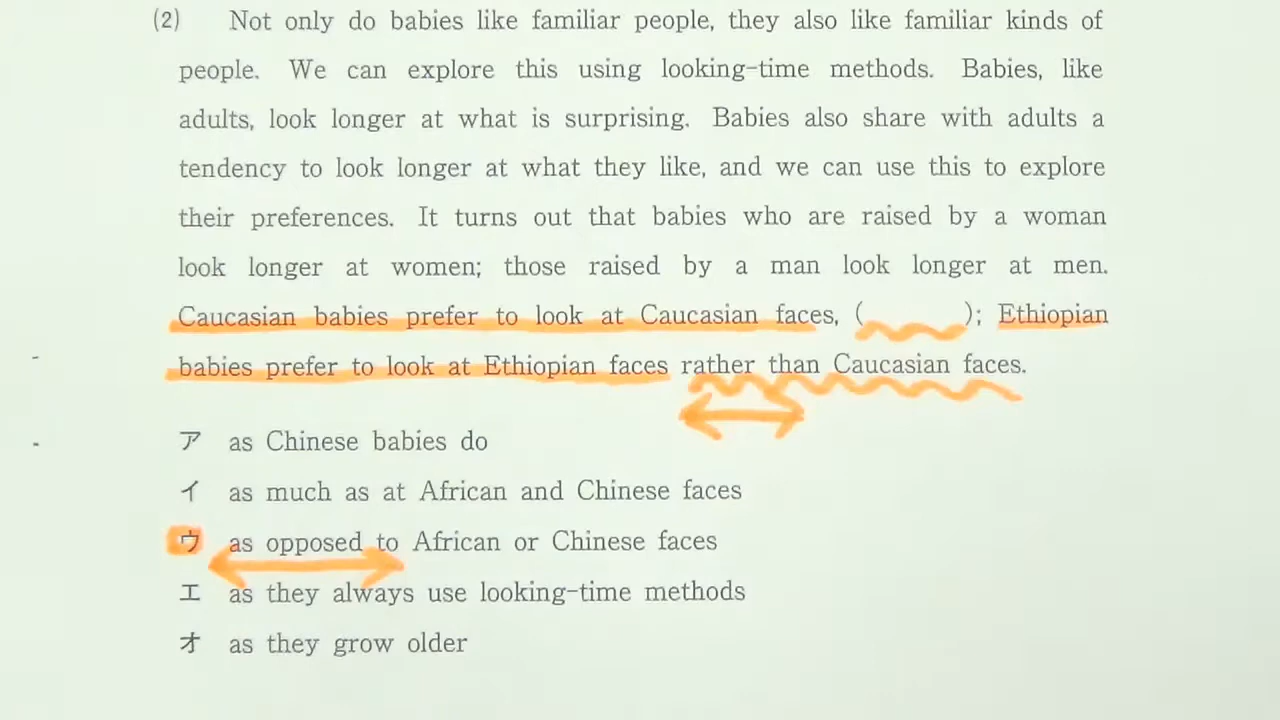 (2) Not only do babies like familiar people, they also like familiar kinds of
people. We can explore this using looking-time methods. Babies, like
adults, look longer at what is surprising. Babies also share with adults a
tendency to look longer at what they like, and we can use this to explore
their preferences. It turns out that babies who are raised by a woman
look longer at women; those raised by a man look longer at men.
Caucasian babies prefer to look at Caucasian faces, ( ); Ethiopian
babies prefer to look at Ethiopian faces rather than Caucasian faces.
ア as Chinese babies do
イ as much as at African and Chinese faces
ウ as opposed to African or Chinese faces
エ as they always use looking-time methods
オ as they grow older